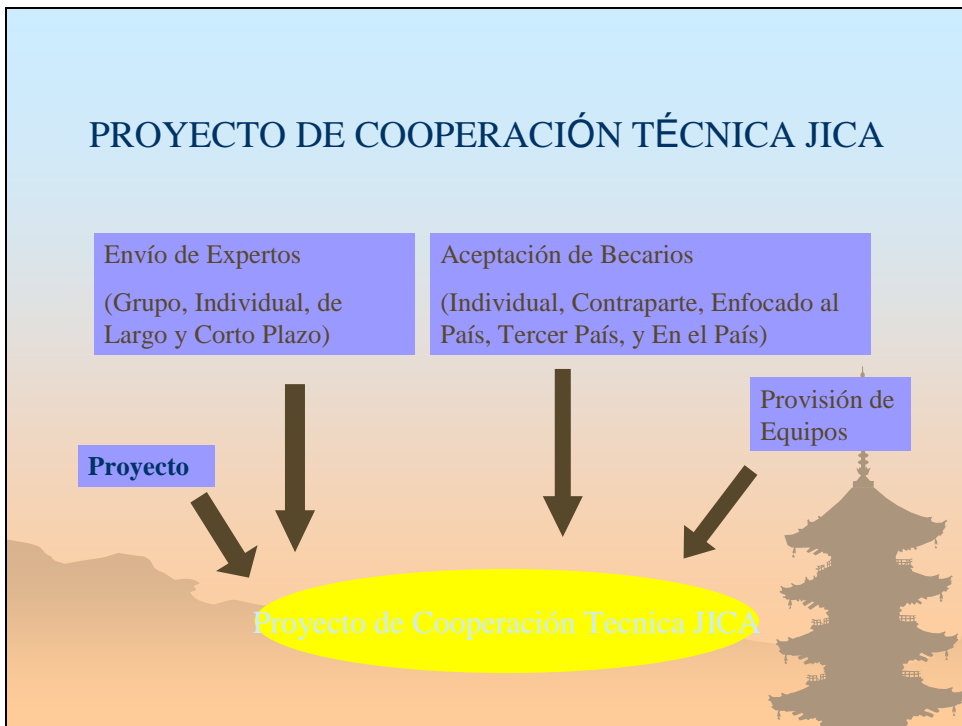 PROYECTO DE COOPERACIÓN TÉCNICA JICA
Envío de Expertos
(Grupo, Individual, de
Largo y Corto Plazo)
Aceptación de Becarios
(Individual, Contraparte, Enfocado al
País, Tercer País, y En el País)
Provisión de
Equipos
Proyecto
Proyecto de Cooperación Tecnica JICA